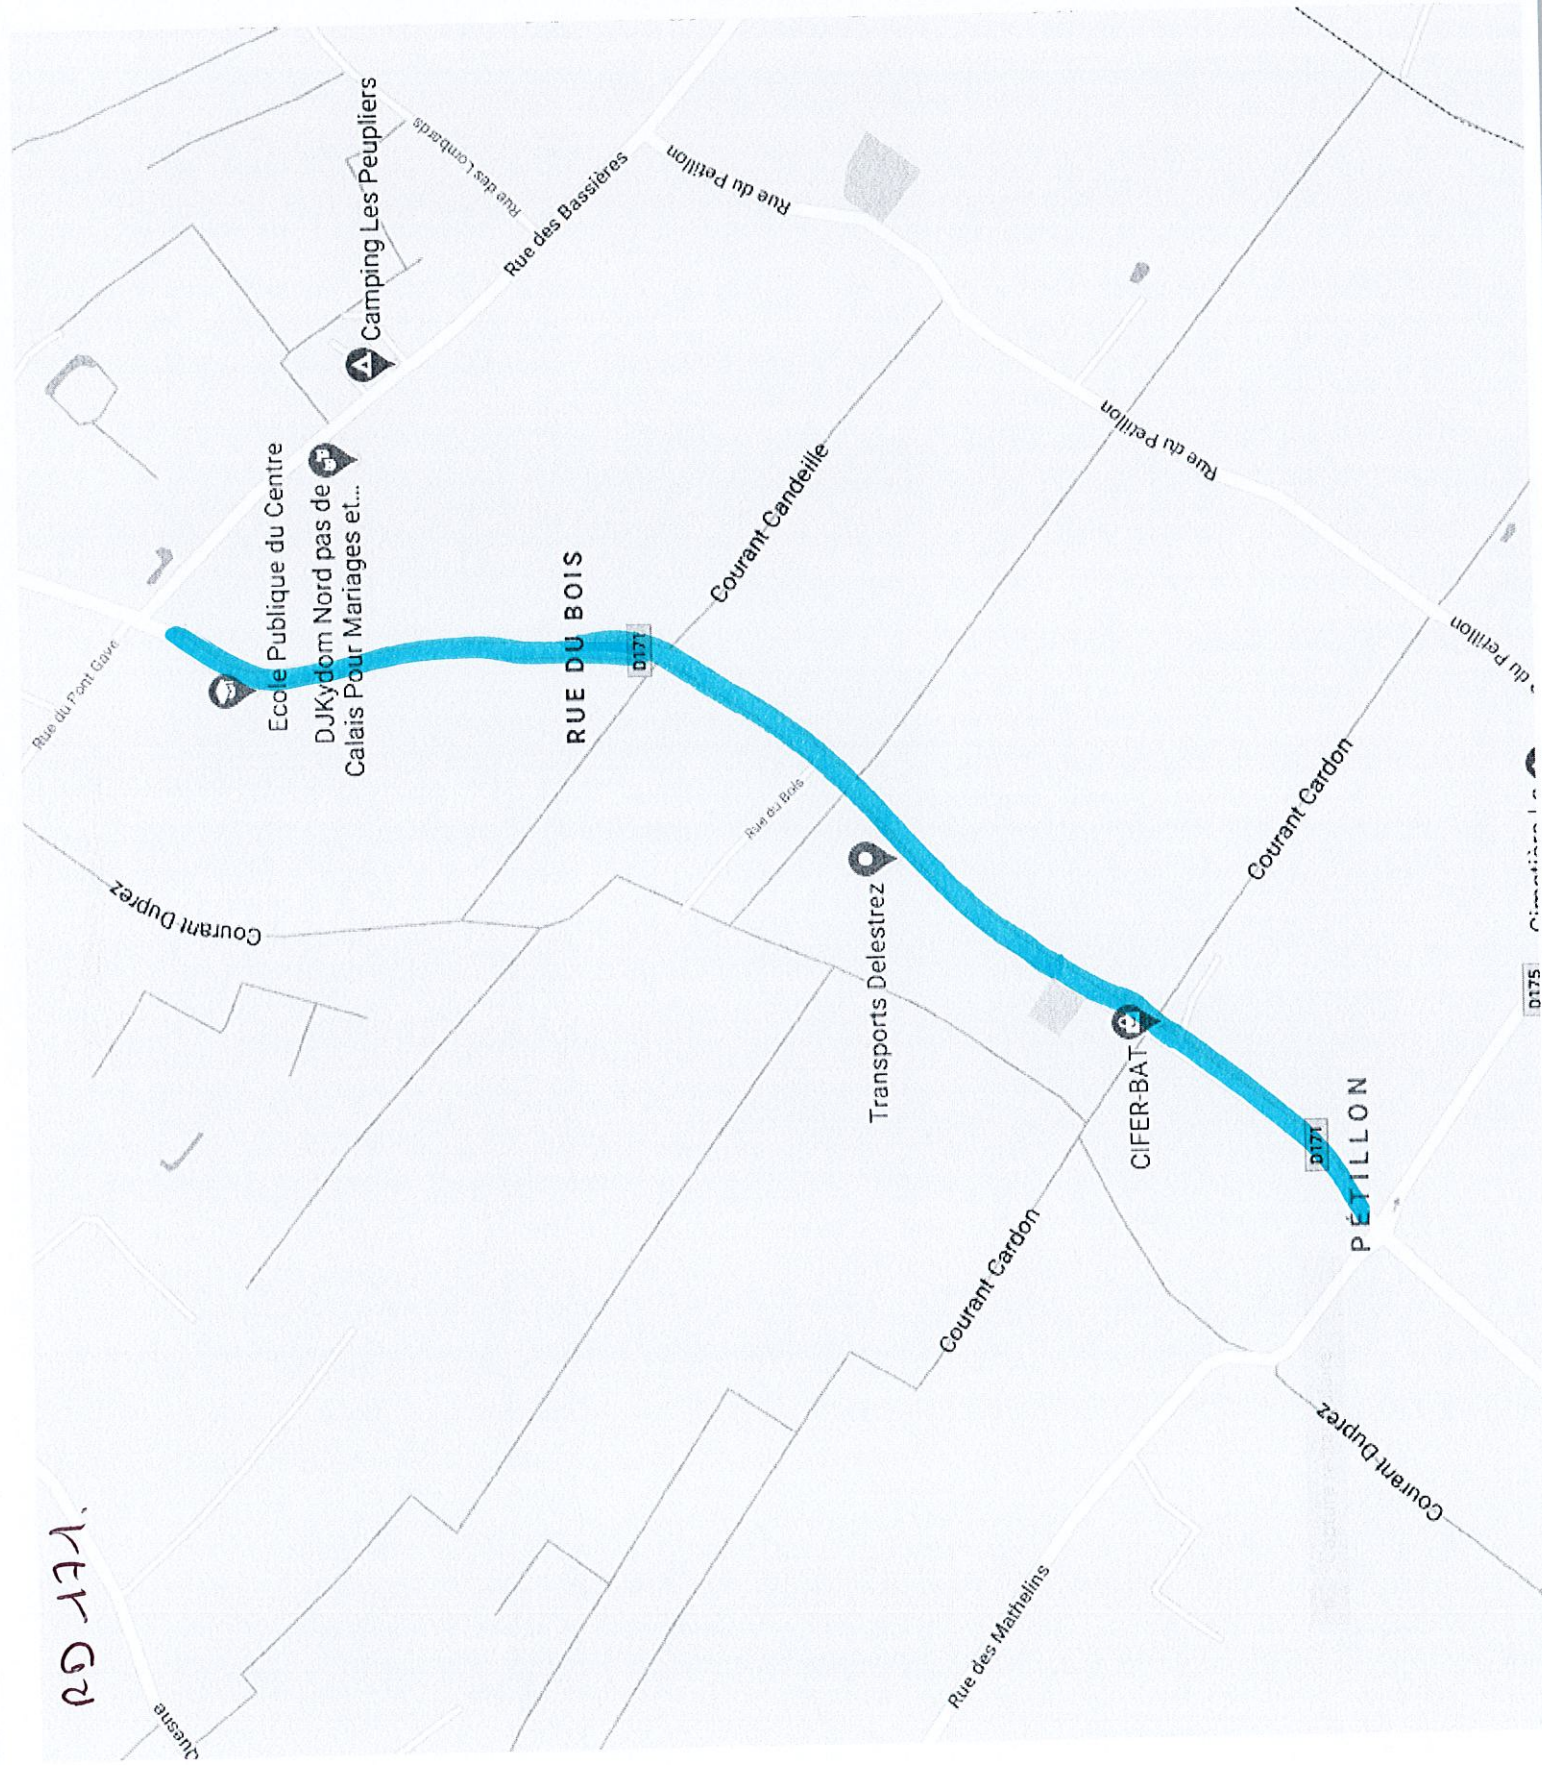 RD 171.
Quesne
Courant Duprez
Rue du Pont Gave
Ecole Publique du Centre
DJKydom Nord pas de
Calais Pour Mariages et...
Camping Les Peupliers
Rue des Lombards
Rue des Bassières
Rue du Petillon
RUE DU BOIS
D171
Courant Candeille
Rue du Bois
Transports Delestrez
Rue du Petillon
Courant Cardon
CIFER-BAT
Courant Cardon
D171
PÉTILLON
Rue des Mathelins
Courant Duprez
du Petillon
D175